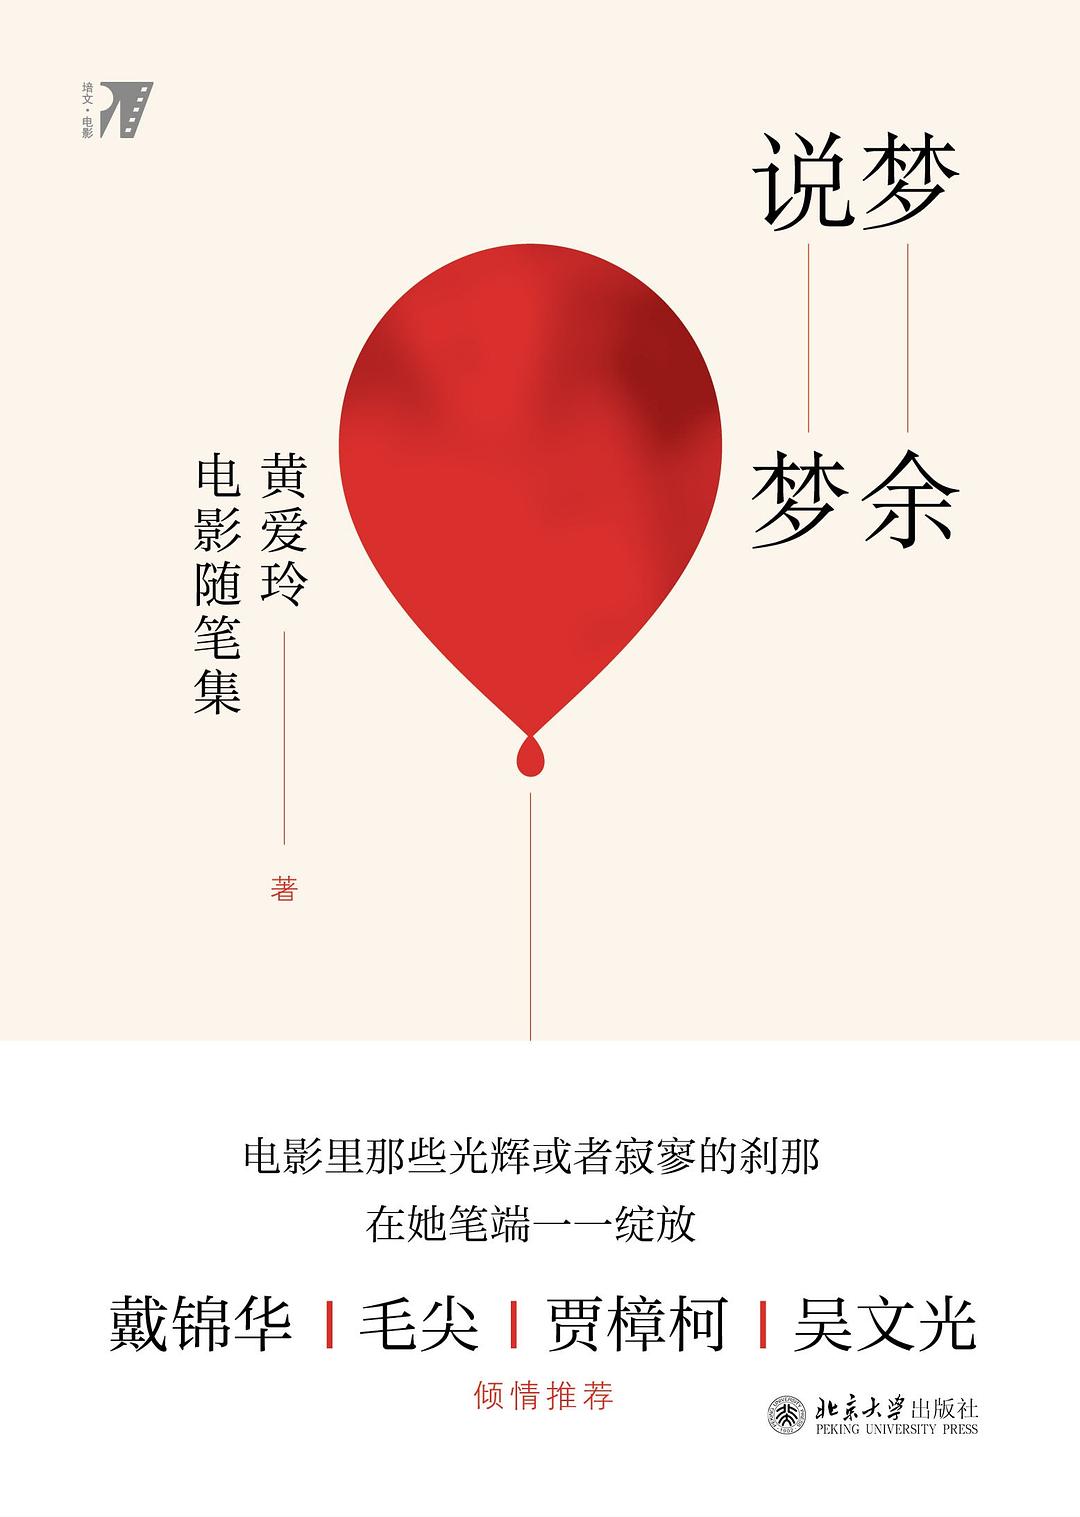 培文·电影
梦余
说梦
黄爱玲 著
电影随笔集
电影里那些光辉或者寂寥的刹那
在她笔端一一绽放
戴锦华 | 毛尖 | 贾樟柯 | 吴文光
倾情推荐
北京大学出版社
PEKING UNIVERSITY PRESS